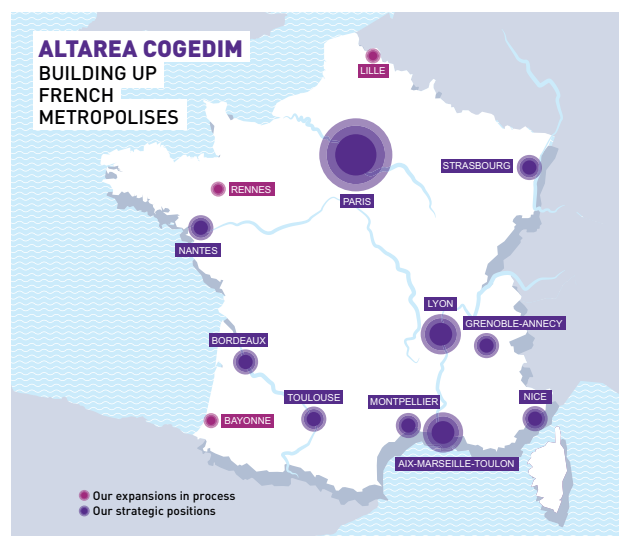 ALTAREA COGEDIM
BUILDING UP
FRENCH
METROPOLISES
LILLE
STRASBOURG
RENNES
PARIS
NANTES
LYON
GRENOBLE-ANNECY
BORDEAUX
TOULOUSE
MONTPELLIER
NICE
BAYONNE
AIX-MARSEILLE-TOULON
Our expansions in process
Our strategic positions